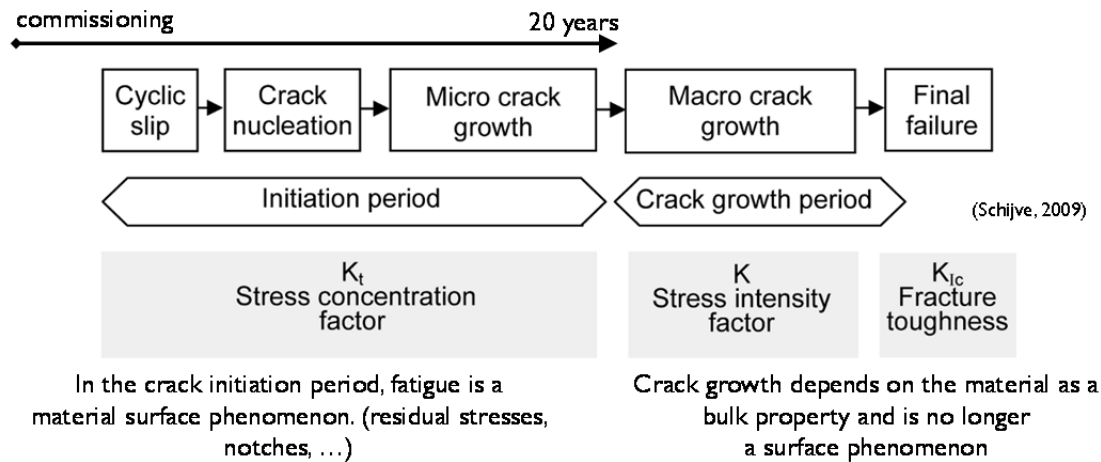 commissioning 20 years
Cyclic
slip
Crack
nucleation
Micro crack
growth
Macro crack
growth
Final
failure
Initiation period
Crack growth period
(Schijve, 2009)
Kt
Stress concentration
factor
K
Stress intensity
factor
KIc
Fracture
toughness
In the crack initiation period, fatigue is a
material surface phenomenon. (residual stresses,
notches, ...)
Crack growth depends on the material as a
bulk property and is no longer
a surface phenomenon